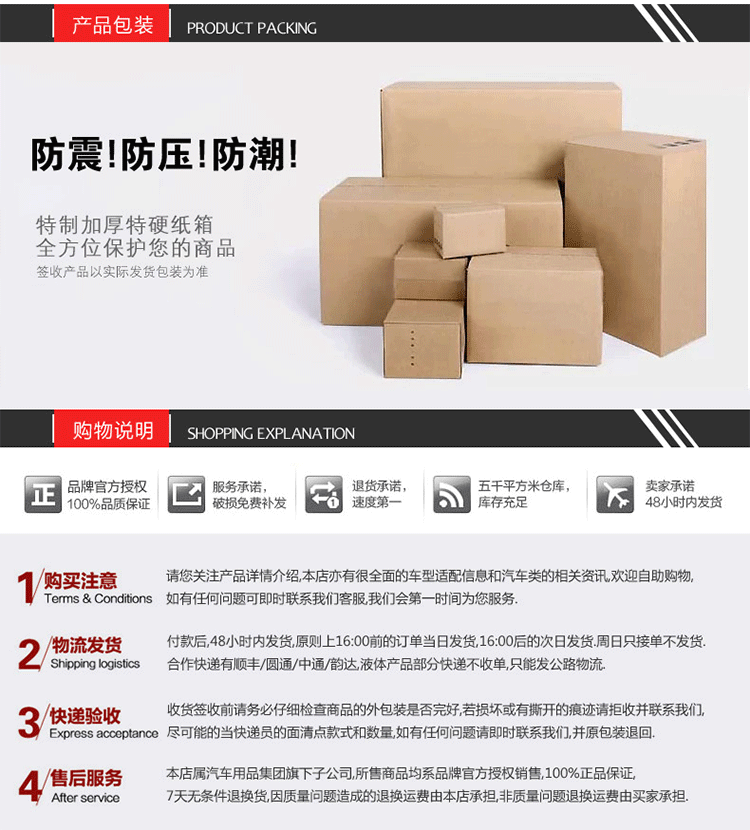 产品包装 PRODUCT PACKING
防震!防压!防潮!
特制加厚特硬纸箱
全方位保护您的商品
签收产品以实际发货包装为准
购物说明 SHOPPING EXPLANATION
正 品牌官方授权
100%品质保证
服务承诺,
破损免费补发
退货承诺,
速度第一
五千平方米仓库,
库存充足
卖家承诺
48小时内发货
1/购买注意
Terms & Conditions
请您关注产品详情介绍,本店亦有很全面的车型适配信息和汽车类的相关资讯,欢迎自助购物,
如有任何问题可即时联系我们客服,我们会第一时间为您服务.
2/物流发货
Shipping logistics
付款后,48小时内发货,原则上16:00前的订单当日发货,16:00后的次日发货.周日只接单不发货.
合作快递有顺丰/圆通/中通/韵达,液体产品部分快递不收单,只能发公路物流.
3/快递验收
Express acceptance
收货签收前请务必仔细检查商品的外包装是否完好,若损坏或有撕开的痕迹请拒收并联系我们,
尽可能的当快递员的面清点款式和数量,如有任何问题请即时联系我们,并原包装退回.
4/售后服务
After service
本店属汽车用品集团旗下子公司,所售商品均系品牌官方授权销售,100%正品保证,
7天无条件退换货,因质量问题造成的退换运费由本店承担,非质量问题退换运费由买家承担.